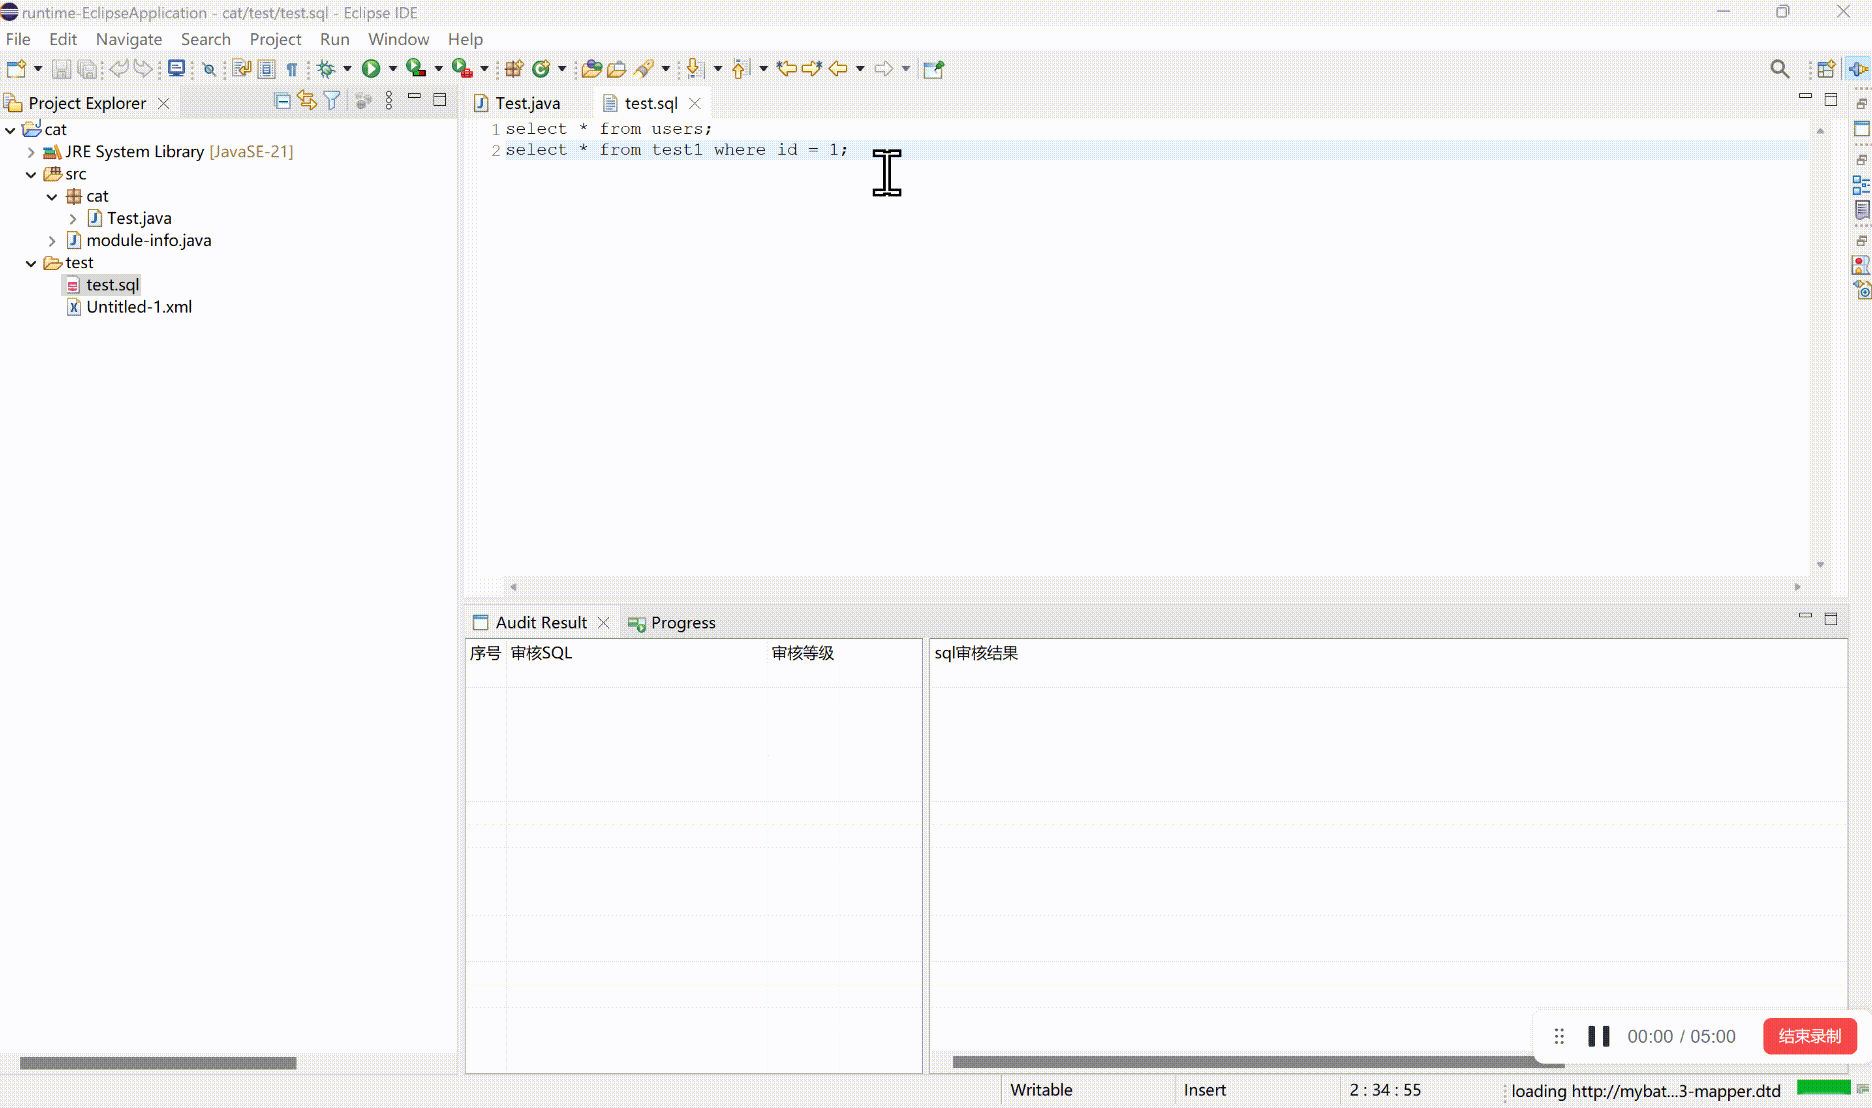 runtime-EclipseApplication - cat/test/test.sql - Eclipse IDE
File Edit Navigate Search Project Run Window Help
Project Explorer
cat
JRE System Library [JavaSE-21]
src
cat
Test.java
module-info.java
test
test.sql
Untitled-1.xml
Test.java
test.sql
1 select * from users;
2 select * from test1 where id = 1;
Audit Result
Progress
序号 审核SQL 审核等级
sql审核结果
00:00 / 05:00 结束录制
Writable Insert 2 : 34 : 55 loading http://mybat...3-mapper.dtd